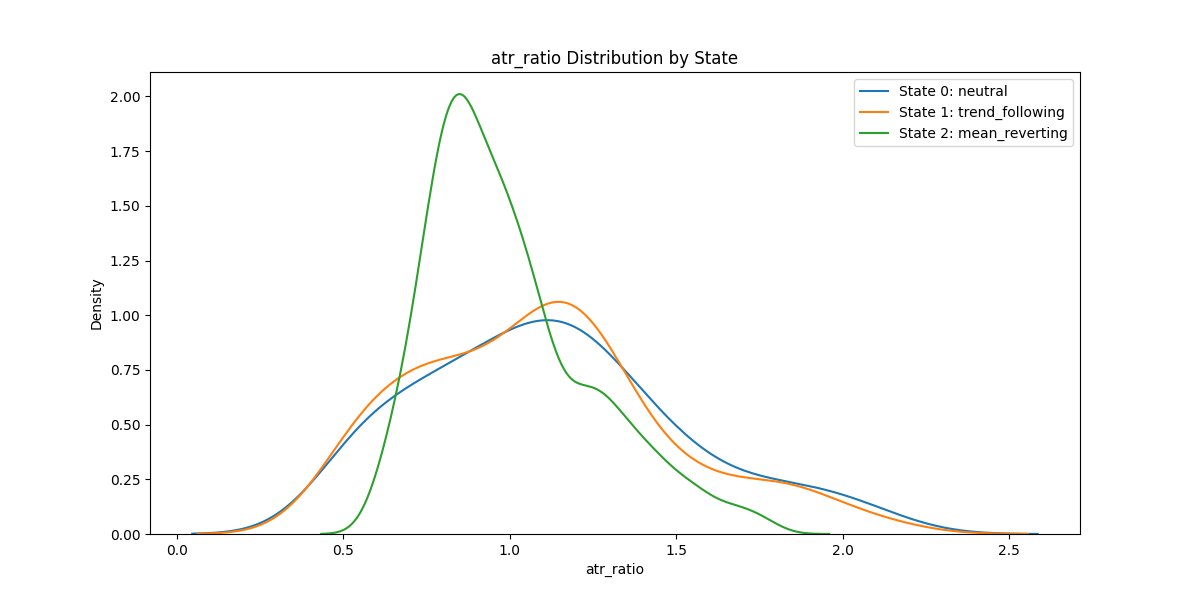 atr_ratio Distribution by State
State 0: neutral
State 1: trend_following
State 2: mean_reverting
Density
2.00
1.75
1.50
1.25
1.00
0.75
0.50
0.25
0.00
0.0 0.5 1.0 1.5 2.0 2.5
atr_ratio